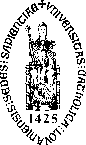 UNIVERSITAS CATHOLICA LOVANIENSIS SEDES SAPIENTIAE
1425